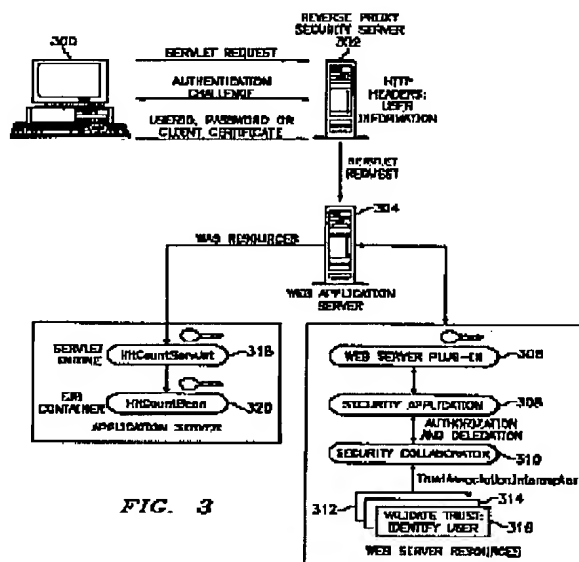 300
REVERSE PROXY
SECURITY SERVER
302
SERVLET REQUEST
AUTHENTICATION
CHALLENGE
USERID, PASSWORD OR
CLIENT CERTIFICATE
HTTP
HEADERS:
USER
INFORMATION
SERVLET
REQUEST
304
WAS RESOURCES
WEB APPLICATION
SERVER
SERVLET
ENGINE
HitCountServlet
318
EJB
CONTAINER
HitCountBean
320
APPLICATION SERVER
WEB SERVER PLUG-IN
306
SECURITY APPLICATION
308
AUTHORIZATION
AND DELEGATION
SECURITY COLLABORATOR
310
TrustAssociationInterceptor
312
314
VALIDATE TRUST;
IDENTIFY USER
316
WEB SERVER RESOURCES
FIG. 3